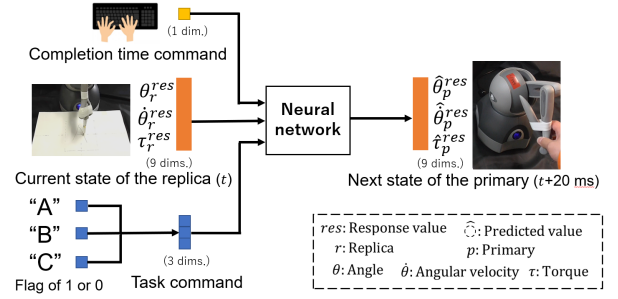 (1 dim.)
Completion time command
θ_r^{res}
θ̇_r^{res}
τ_r^{res}
(9 dims.)
Current state of the replica (t)
Neural
network
θ̂_p^{res}
θ̇̂_p^{res}
τ̂_p^{res}
(9 dims.)
Next state of the primary (t+20 ms)
“A”
“B”
“C”
Flag of 1 or 0
(3 dims.)
Task command
res: Response value ◌̂: Predicted value
r: Replica p: Primary
θ: Angle θ̇: Angular velocity τ: Torque